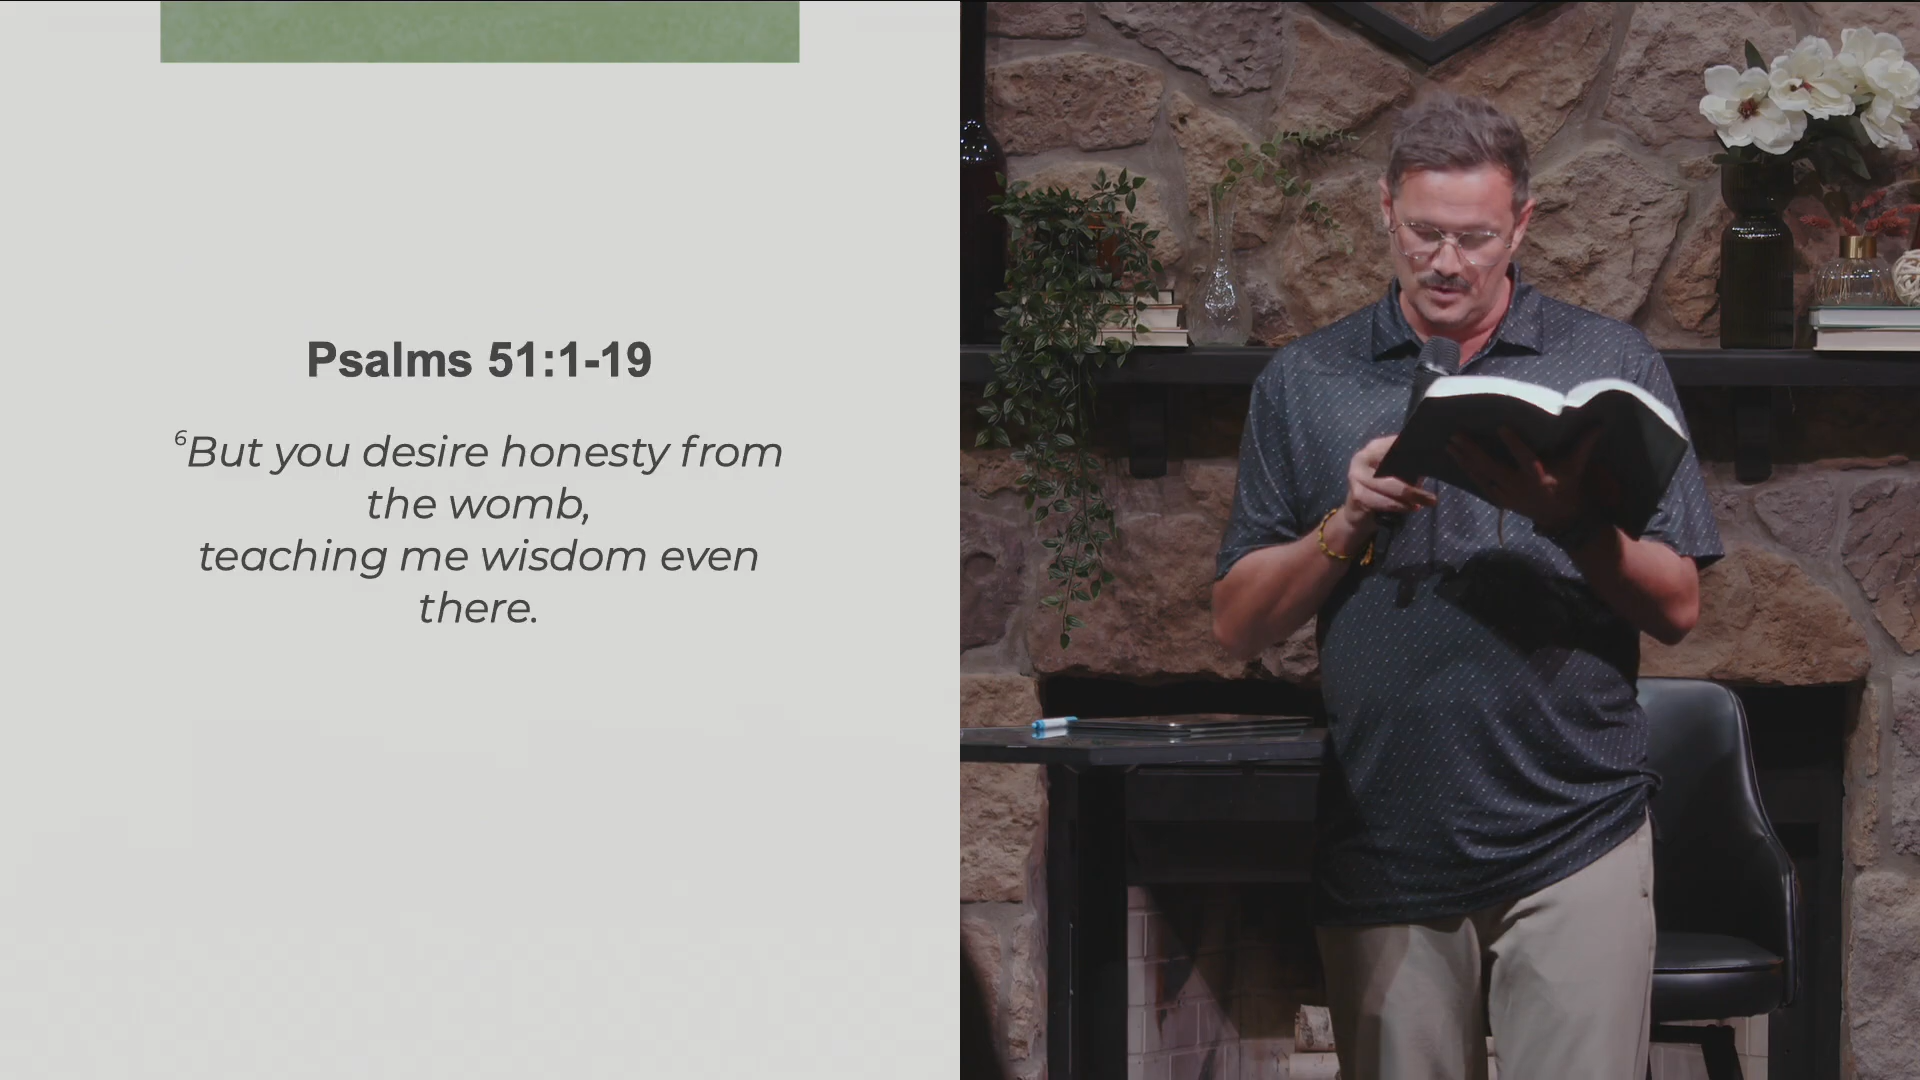 Psalms 51:1-19
⁶But you desire honesty from
the womb,
teaching me wisdom even
there.